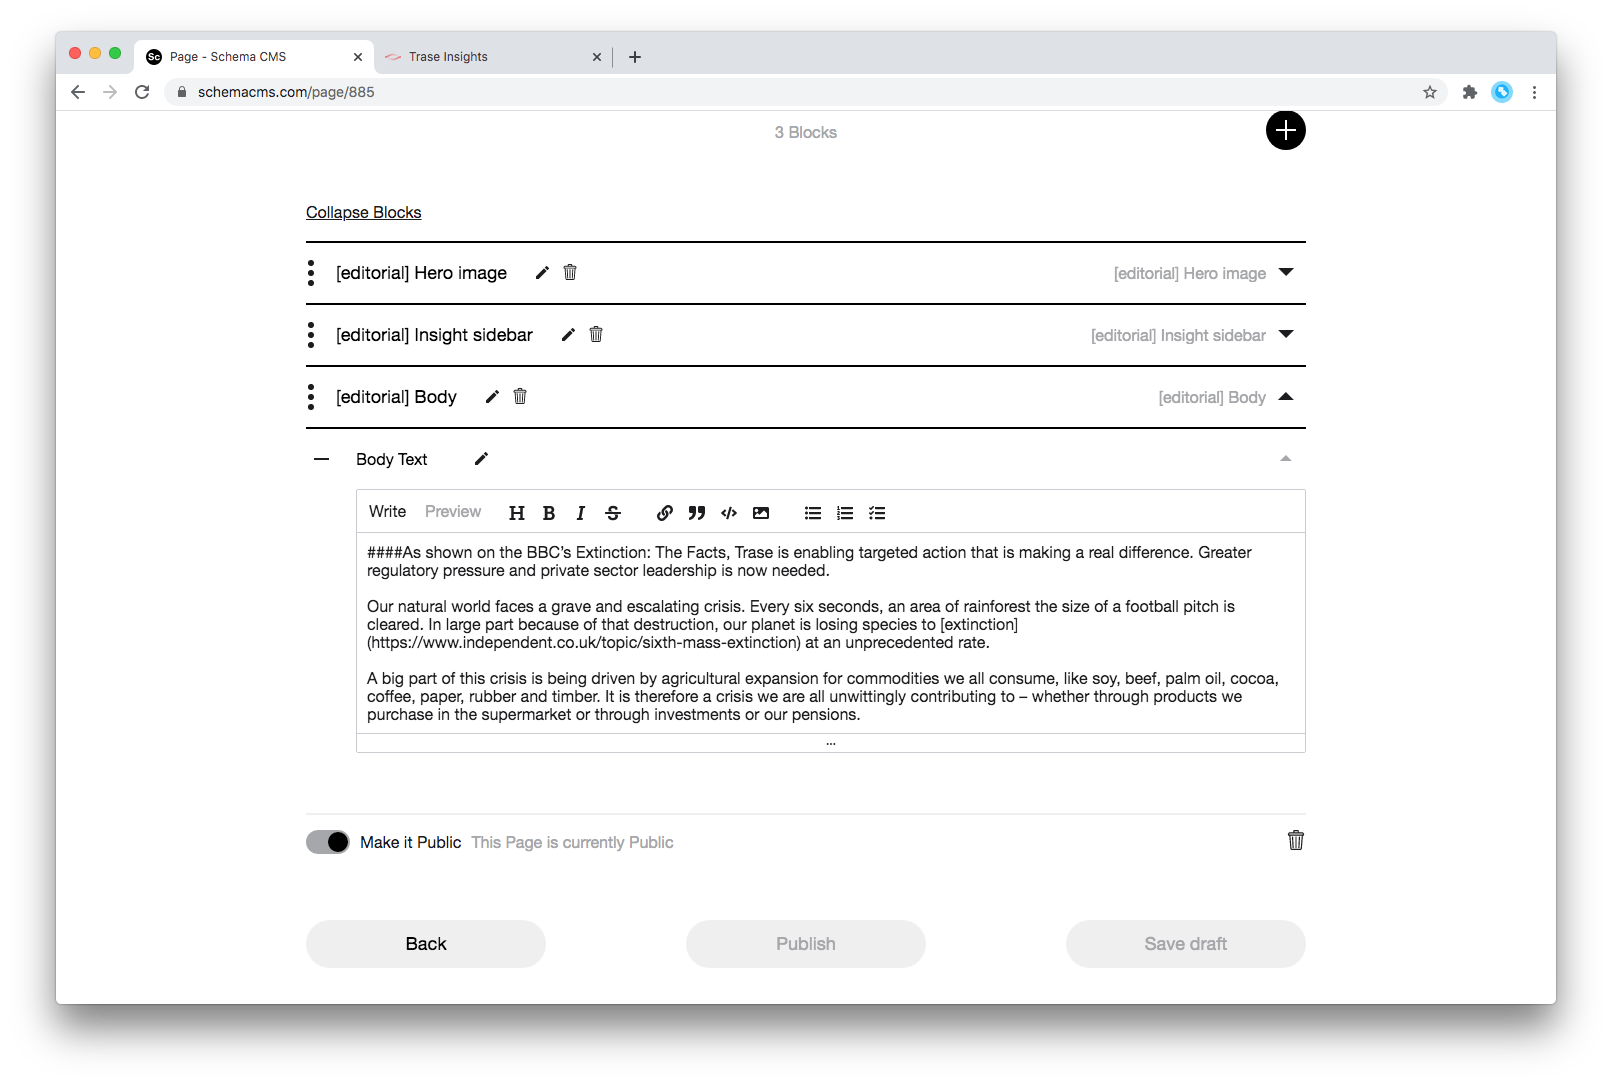 Sc Page - Schema CMS
Trase Insights
schemacms.com/page/885
3 Blocks
Collapse Blocks
[editorial] Hero image
[editorial] Hero image
[editorial] Insight sidebar
[editorial] Insight sidebar
[editorial] Body
[editorial] Body
Body Text
Write Preview H B I S
####As shown on the BBC’s Extinction: The Facts, Trase is enabling targeted action that is making a real difference. Greater
regulatory pressure and private sector leadership is now needed.
Our natural world faces a grave and escalating crisis. Every six seconds, an area of rainforest the size of a football pitch is
cleared. In large part because of that destruction, our planet is losing species to [extinction]
(https://www.independent.co.uk/topic/sixth-mass-extinction) at an unprecedented rate.
A big part of this crisis is being driven by agricultural expansion for commodities we all consume, like soy, beef, palm oil, cocoa,
coffee, paper, rubber and timber. It is therefore a crisis we are all unwittingly contributing to – whether through products we
purchase in the supermarket or through investments or our pensions.
...
Make it Public This Page is currently Public
Back
Publish
Save draft